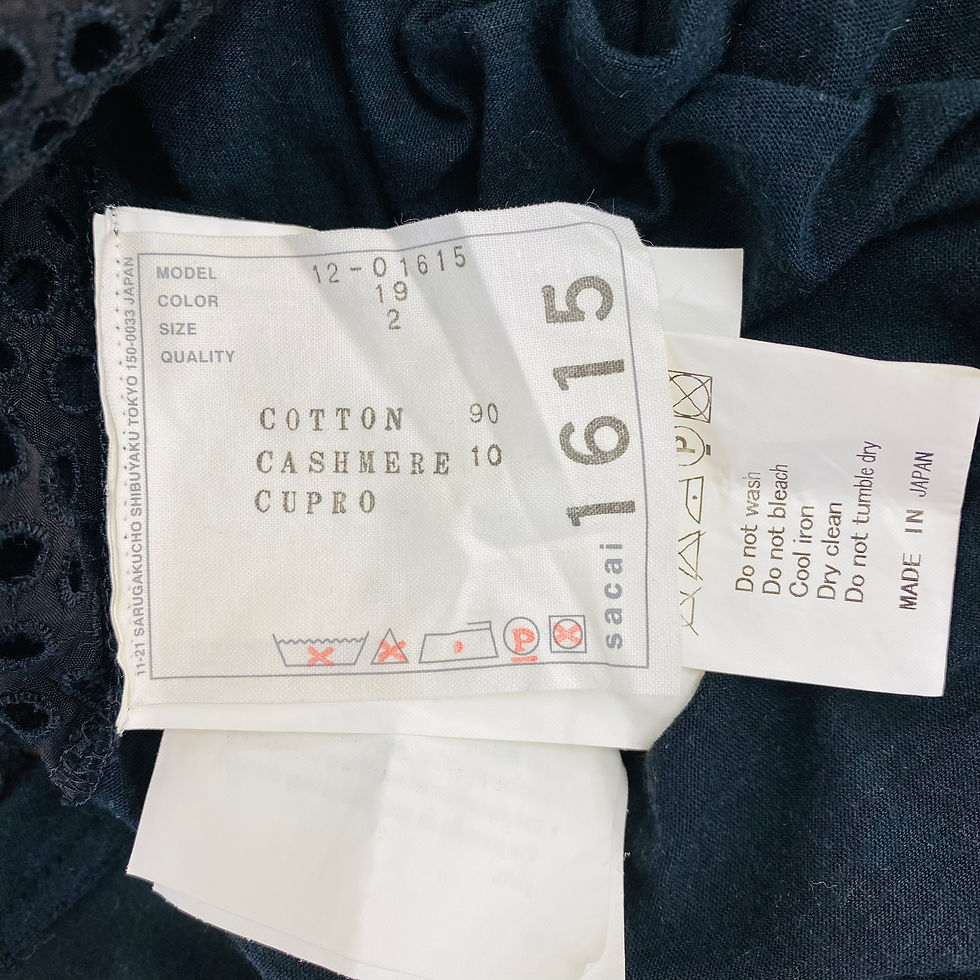 MODEL 12-01615
COLOR 19
SIZE 2
QUALITY
COTTON 90
CASHMERE 10
CUPRO
11-21 SARUGAKUCHO SHIBUYAKU TOKYO 150-0033 JAPAN
sacai 1615
P
P
Do not wash
Do not bleach
Cool iron
Dry clean
Do not tumble dry
MADE IN JAPAN